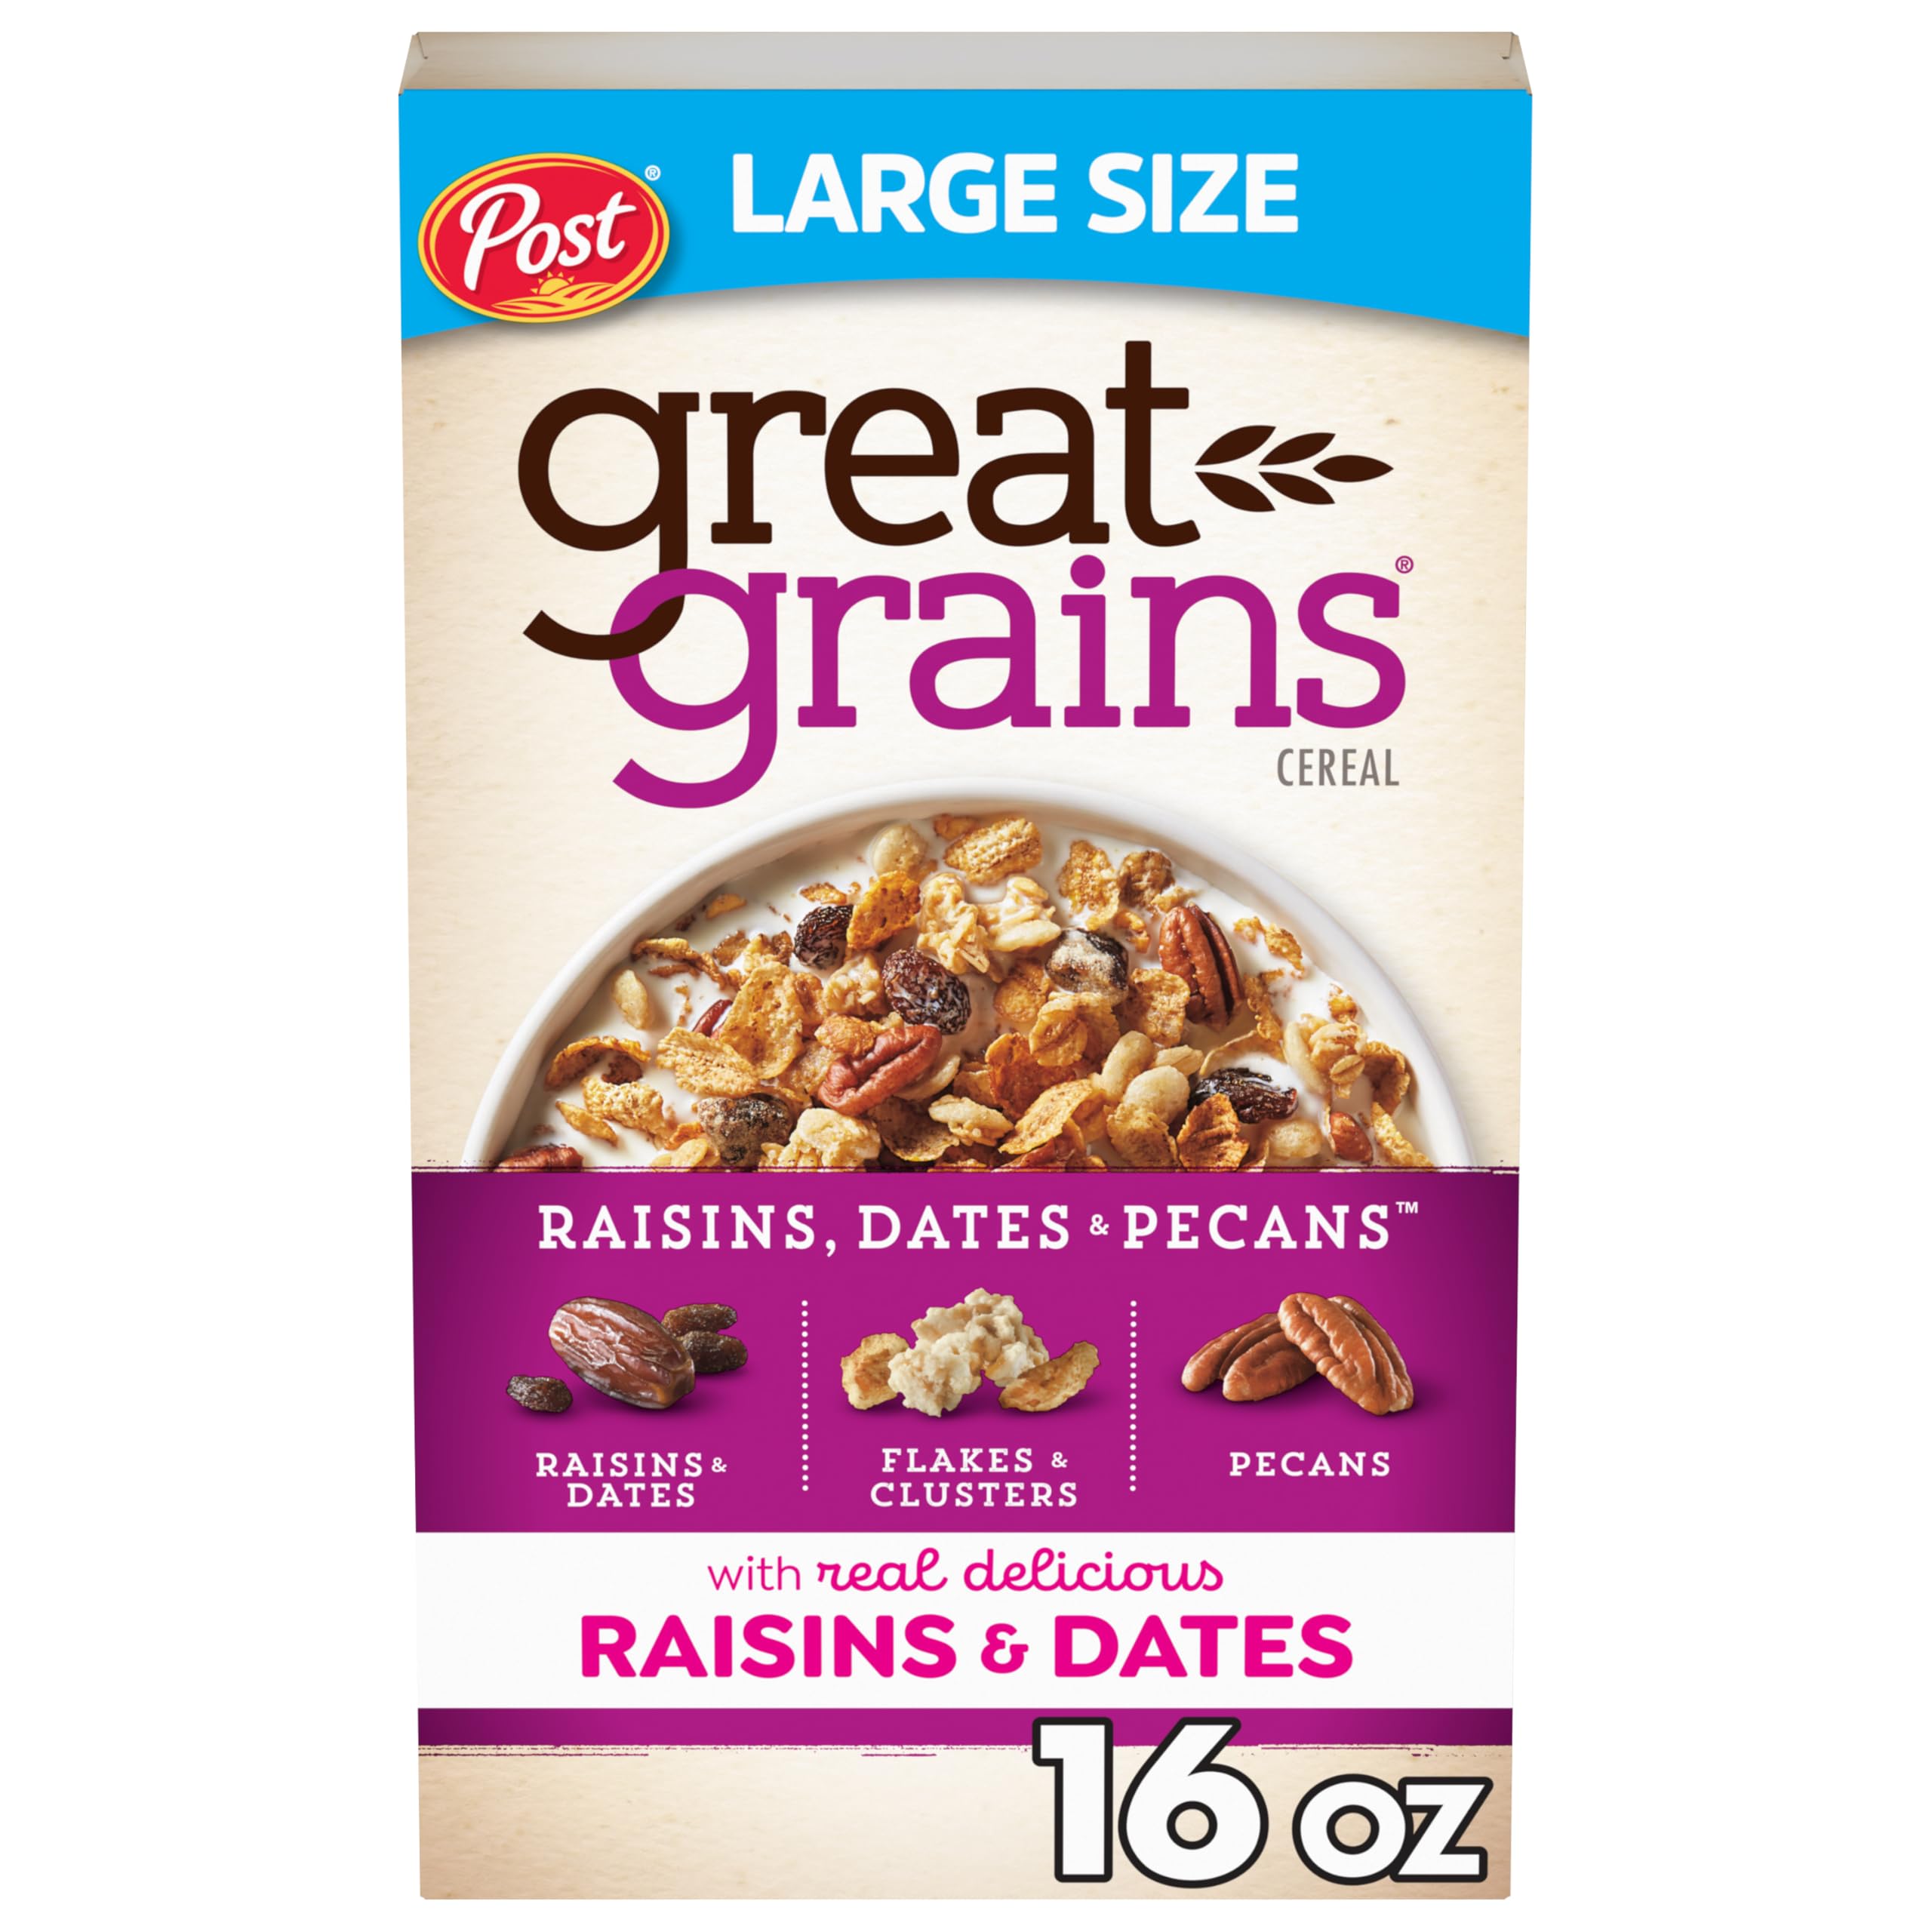 Post®
LARGE SIZE
great
grains®
CEREAL
RAISINS, DATES & PECANS™
RAISINS &
DATES
FLAKES &
CLUSTERS
PECANS
with real delicious
RAISINS & DATES
16 oz